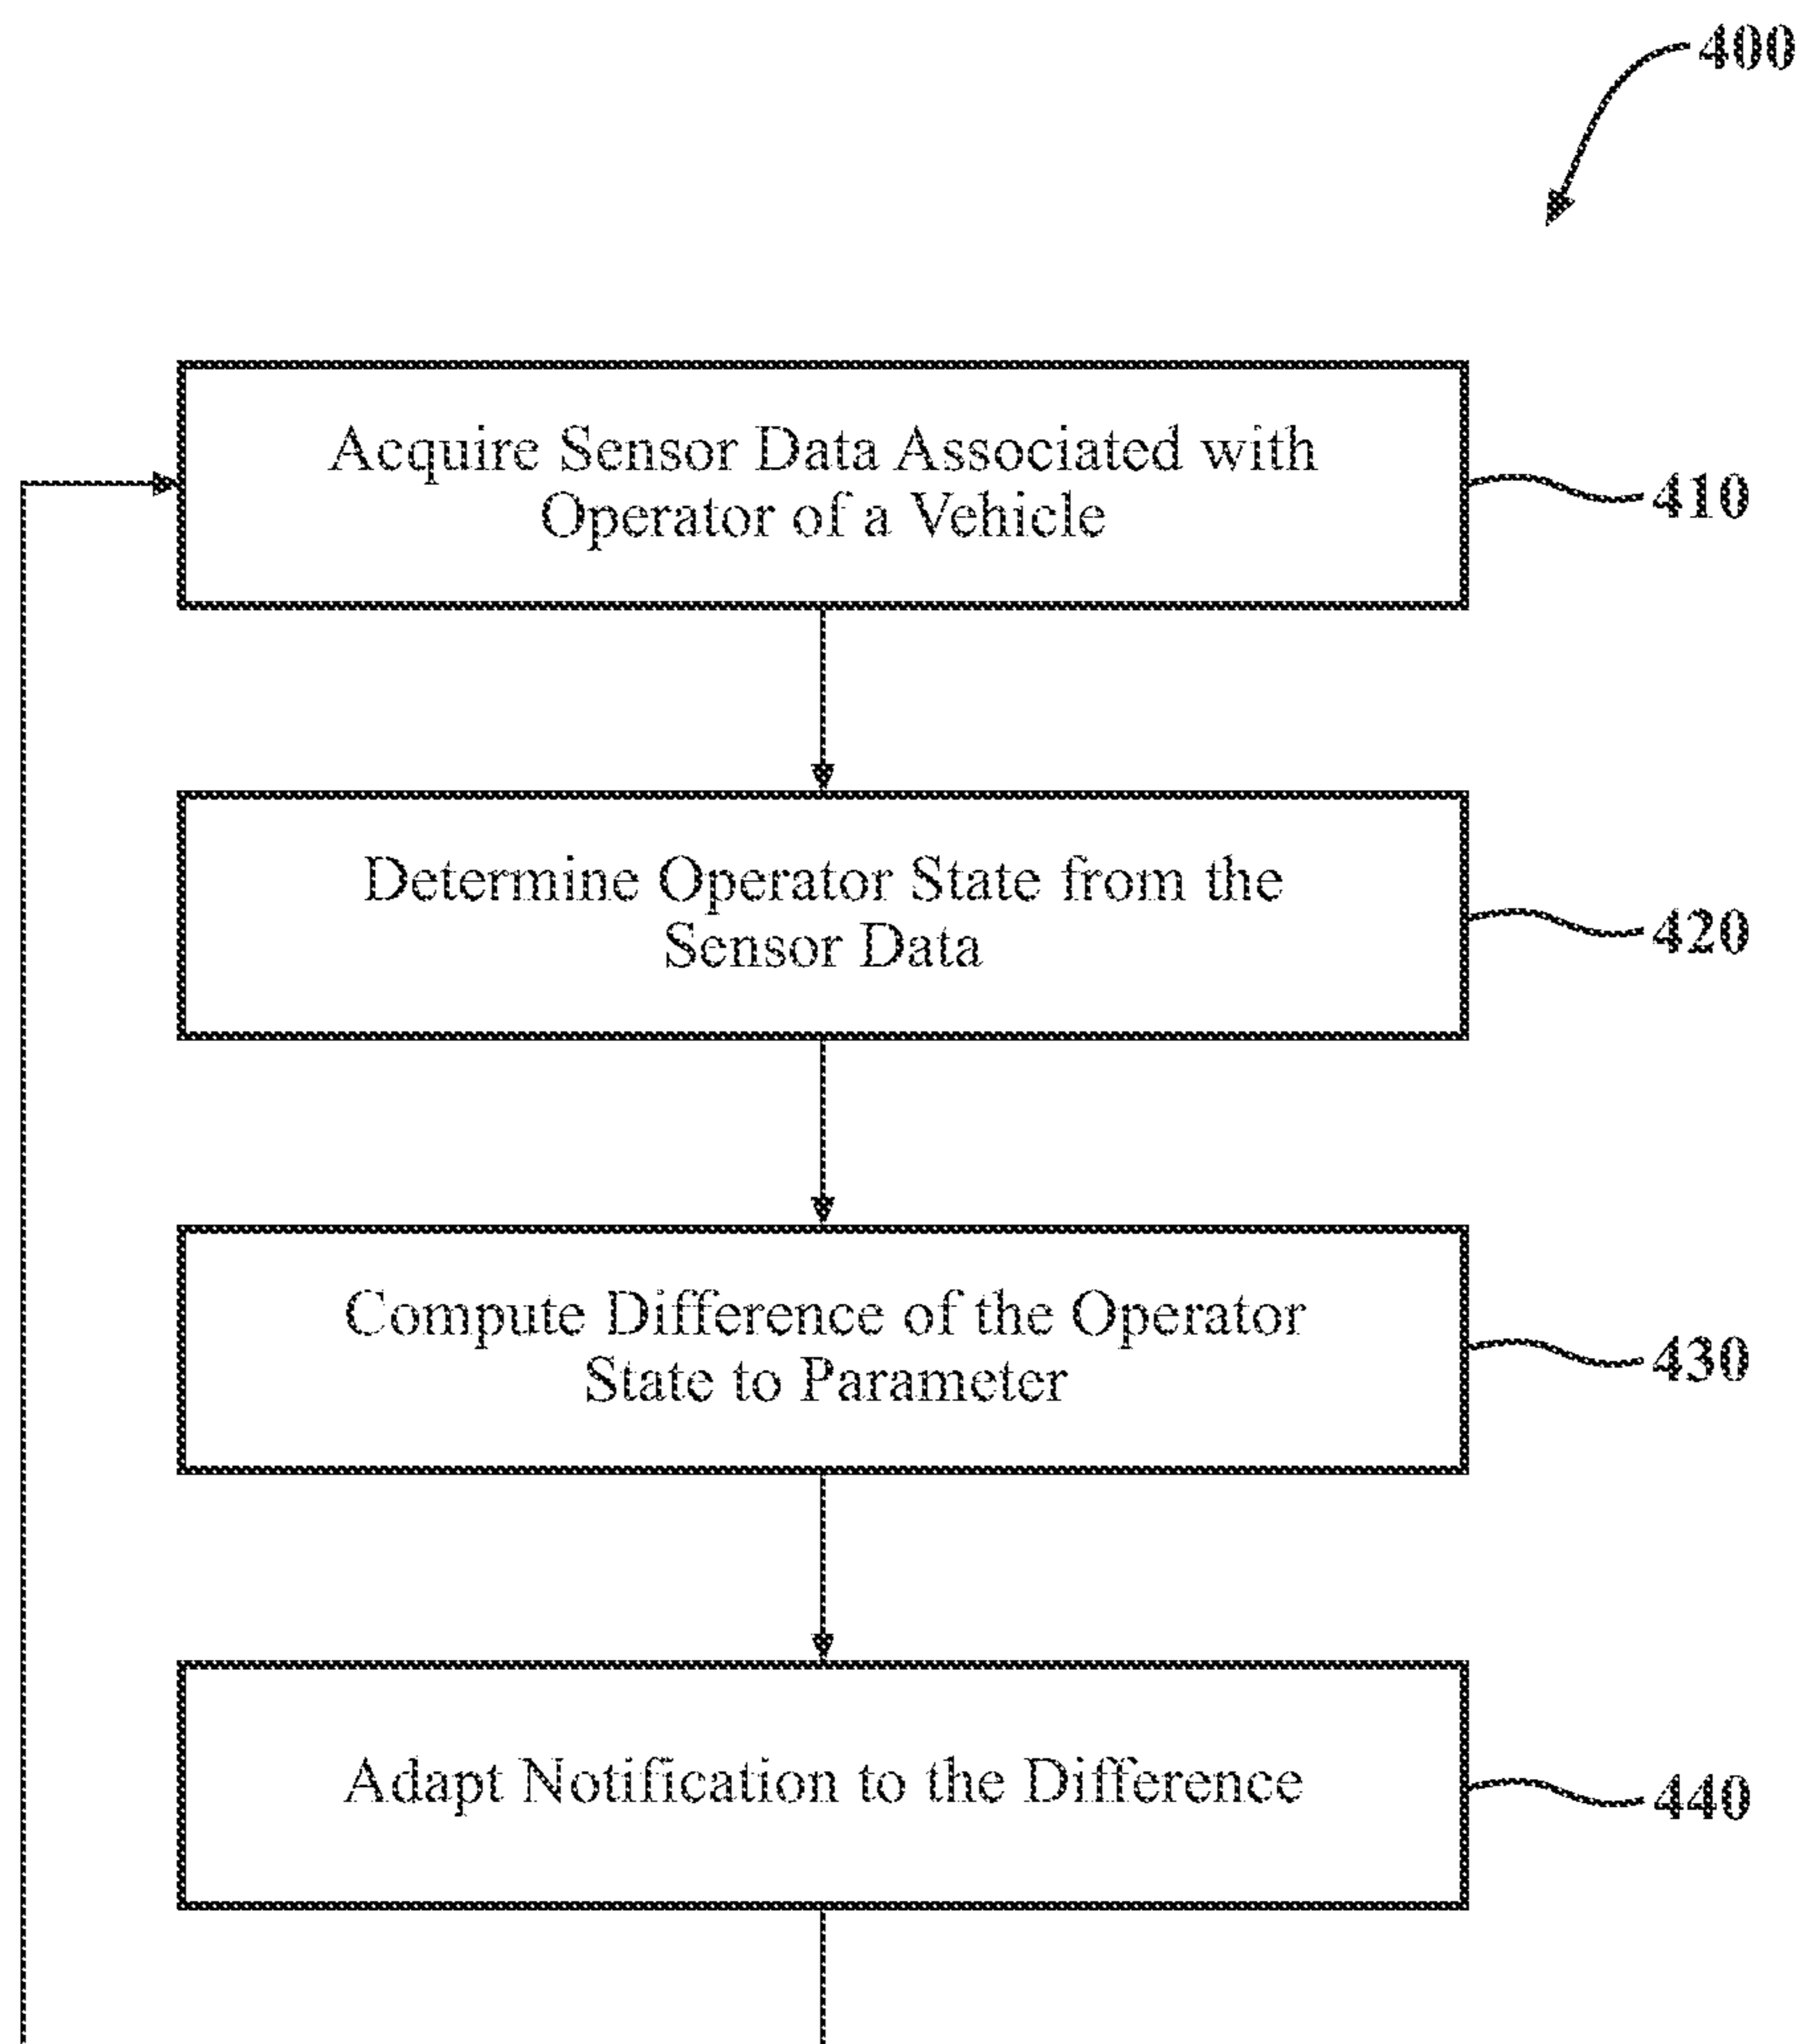 400
Acquire Sensor Data Associated with
Operator of a Vehicle
410
Determine Operator State from the
Sensor Data
420
Compute Difference of the Operator
State to Parameter
430
Adapt Notification to the Difference
440